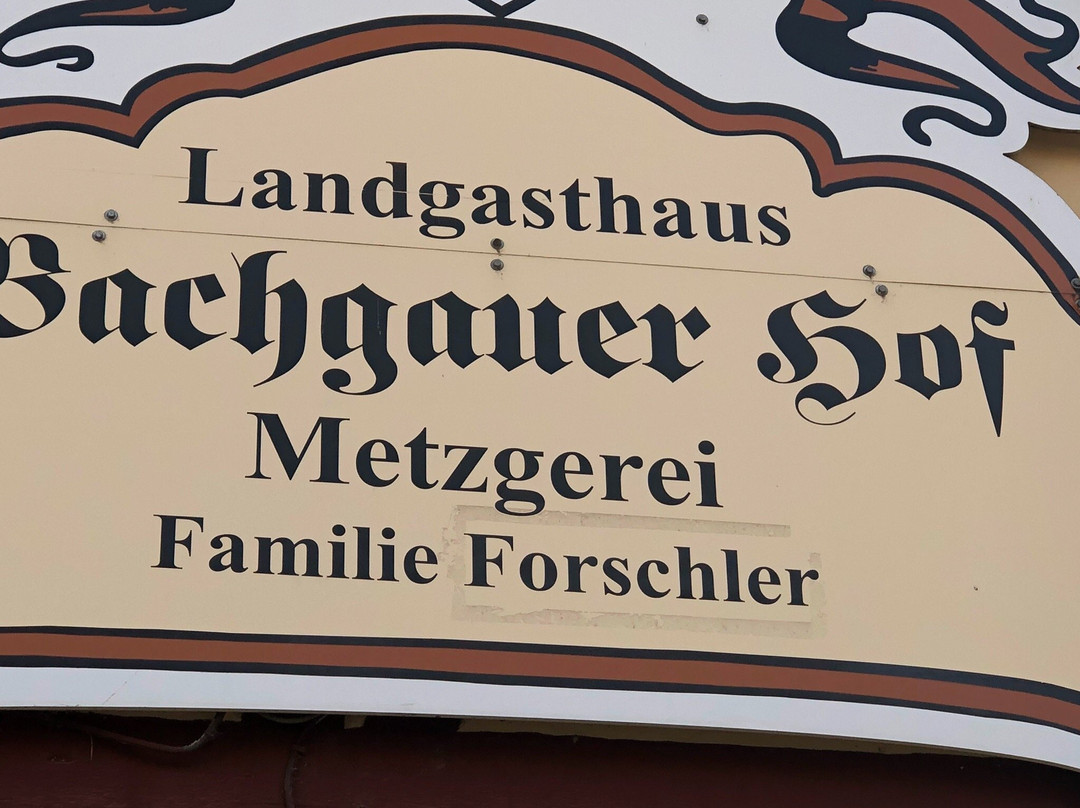 Landgasthaus
Bachgauer Hof
Metzgerei
Familie Forschler